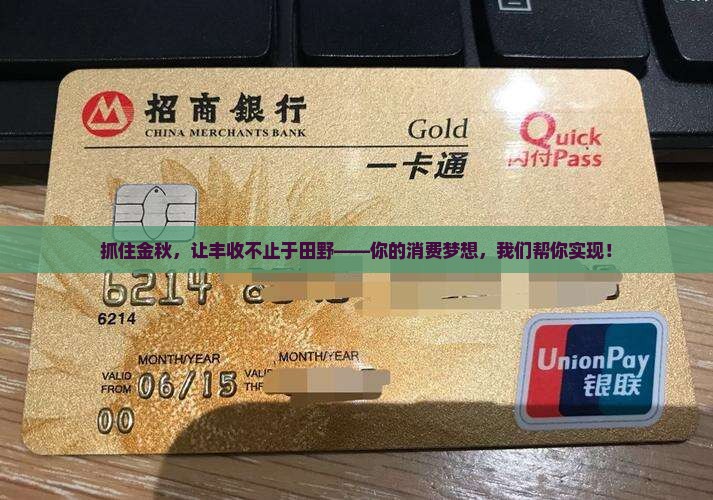 招商銀行
CHINA MERCHANTS BANK
Gold
一卡通
Quick
闪付Pass
抓住金秋，让丰收不止于田野——你的消费梦想，我们帮你实现！
6214
6214
MONTH/YEAR
MONTH/YEAR
VALID FROM 06/15
00
UnionPay
银联